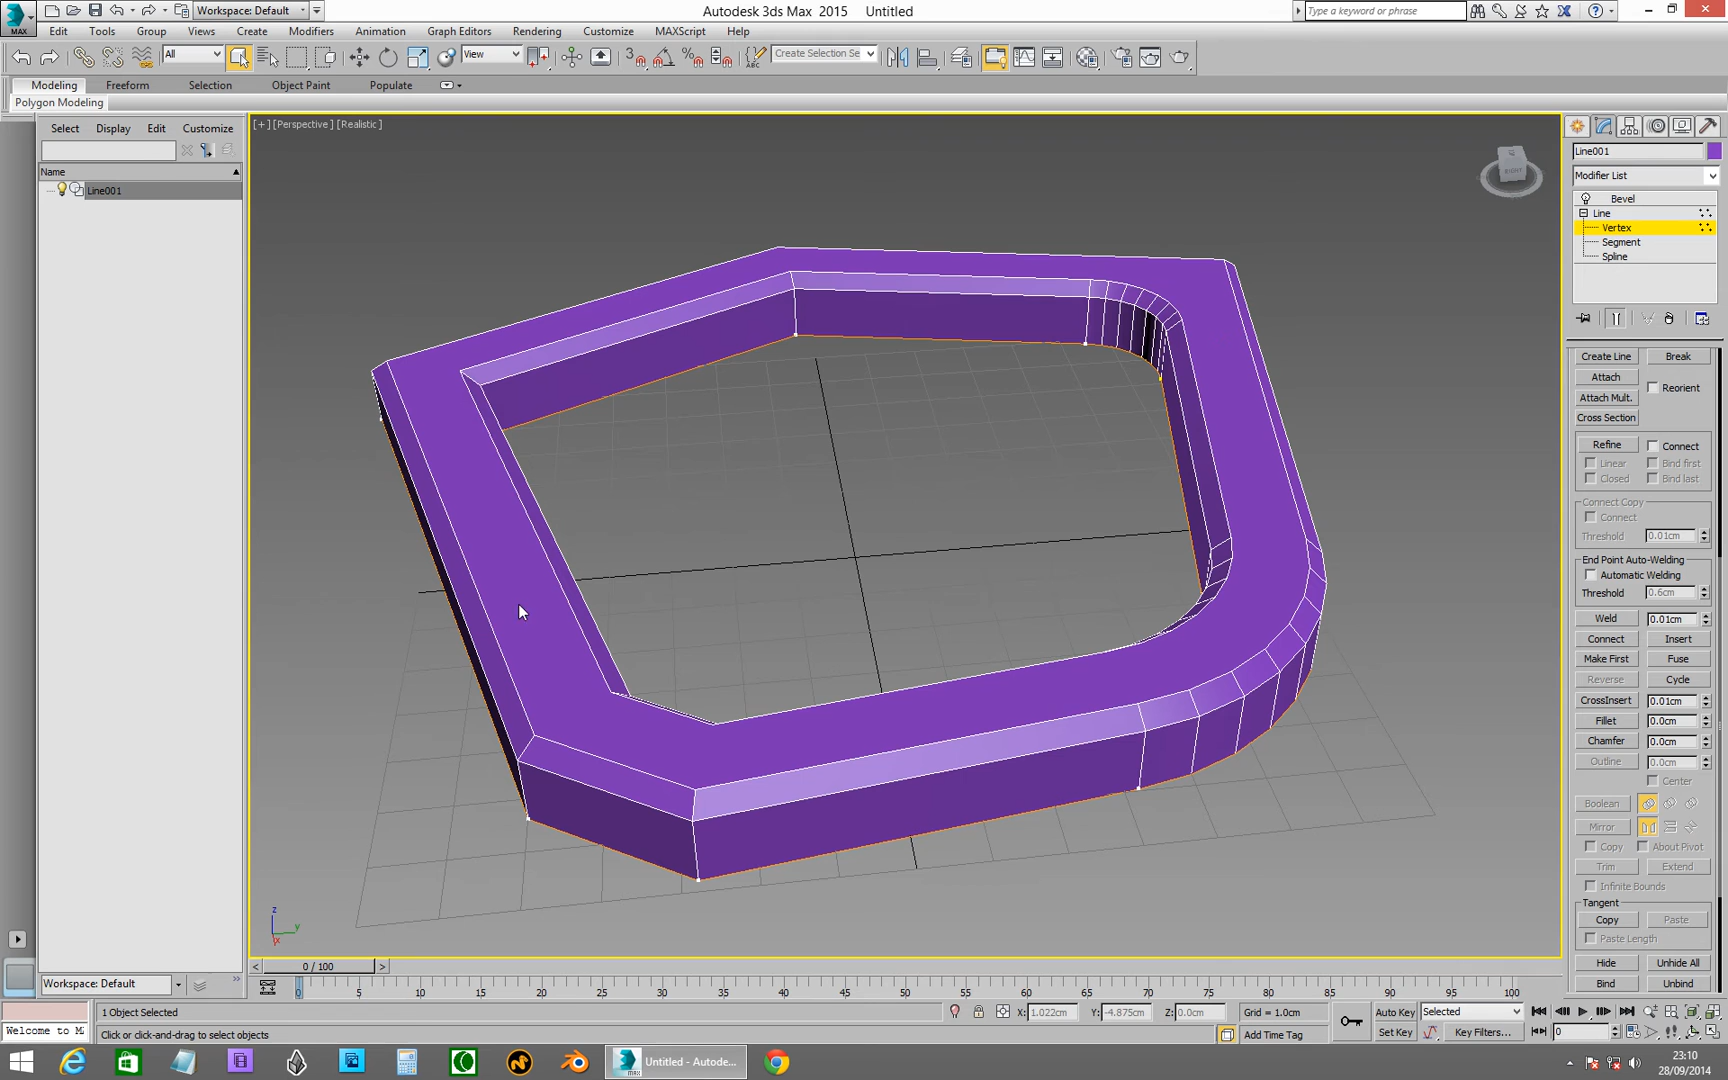 Workspace: Default
Autodesk 3ds Max 2015 Untitled
Type a keyword or phrase
MAX
Edit Tools Group Views Create Modifiers Animation Graph Editors Rendering Customize MAXScript Help
All
View
3
ABC
Create Selection Se
Modeling Freeform Selection Object Paint Populate
Polygon Modeling
Select Display Edit Customize
Name
Line001
[+] [Perspective] [Realistic]
RIGHT
Line001
Modifier List
Bevel
Line
Vertex
Segment
Spline
Create Line Break
Attach Reorient
Attach Mult.
Cross Section
Refine Connect
Linear Bind first
Closed Bind last
Connect Copy
Connect
Threshold 0.01cm
End Point Auto-Welding
Automatic Welding
Threshold 0.6cm
Weld 0.01cm
Connect Insert
Make First Fuse
Reverse Cycle
CrossInsert 0.01cm
Fillet 0.0cm
Chamfer 0.0cm
Outline 0.0cm
Center
Boolean
Mirror
Copy About Pivot
Trim Extend
Infinite Bounds
Tangent
Copy Paste
Paste Length
Hide Unhide All
Bind Unbind
z
y
x
< 0 / 100 >
Workspace: Default
0 5 10 15 20 25 30 35 40 45 50 55 60 65 70 75 80 85 90 95 100
1 Object Selected
X: 1.022cm Y: -4.875cm Z: 0.0cm
Grid = 1.0cm
Auto Key Selected
Welcome to M
Click or click-and-drag to select objects
Add Time Tag
Set Key Key Filters...
0
Untitled - Autode...
23:10
28/09/2014